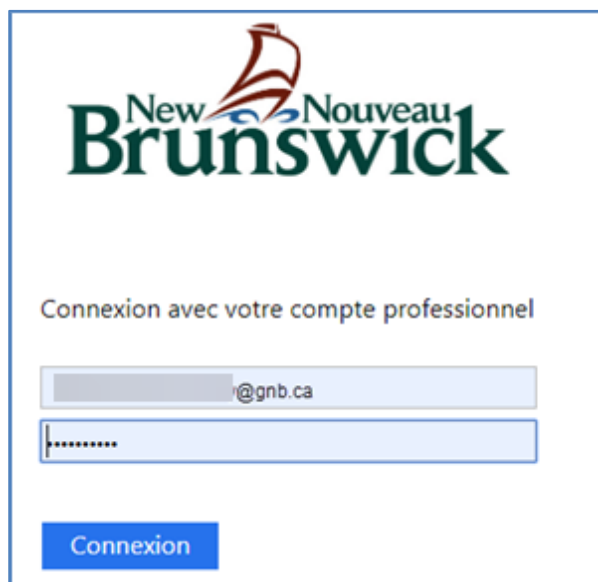 New Nouveau
Brunswick
Connexion avec votre compte professionnel
@gnb.ca
••••••••••
Connexion